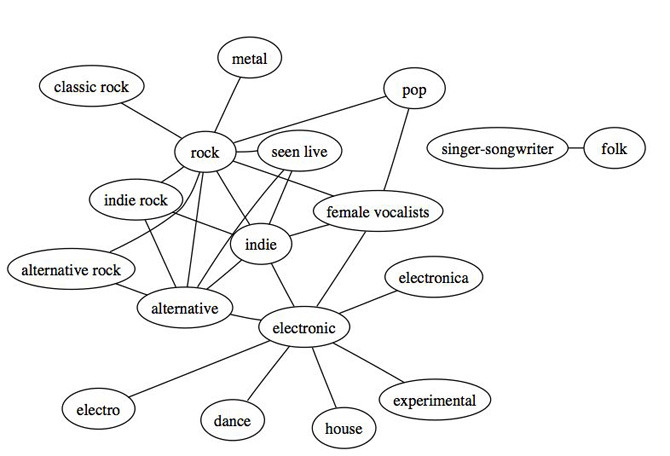 metal
classic rock
pop
rock
seen live
singer-songwriter
folk
indie rock
female vocalists
indie
alternative rock
electronica
alternative
electronic
experimental
electro
dance
house